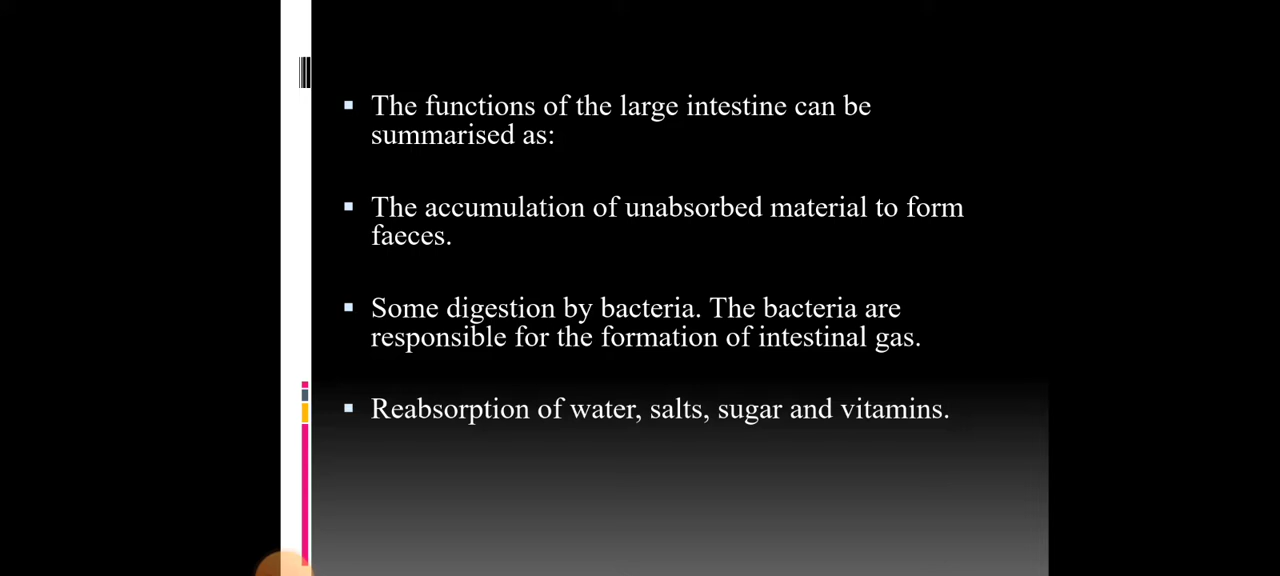 The functions of the large intestine can be
summarised as:
The accumulation of unabsorbed material to form
faeces.
Some digestion by bacteria. The bacteria are
responsible for the formation of intestinal gas.
Reabsorption of water, salts, sugar and vitamins.